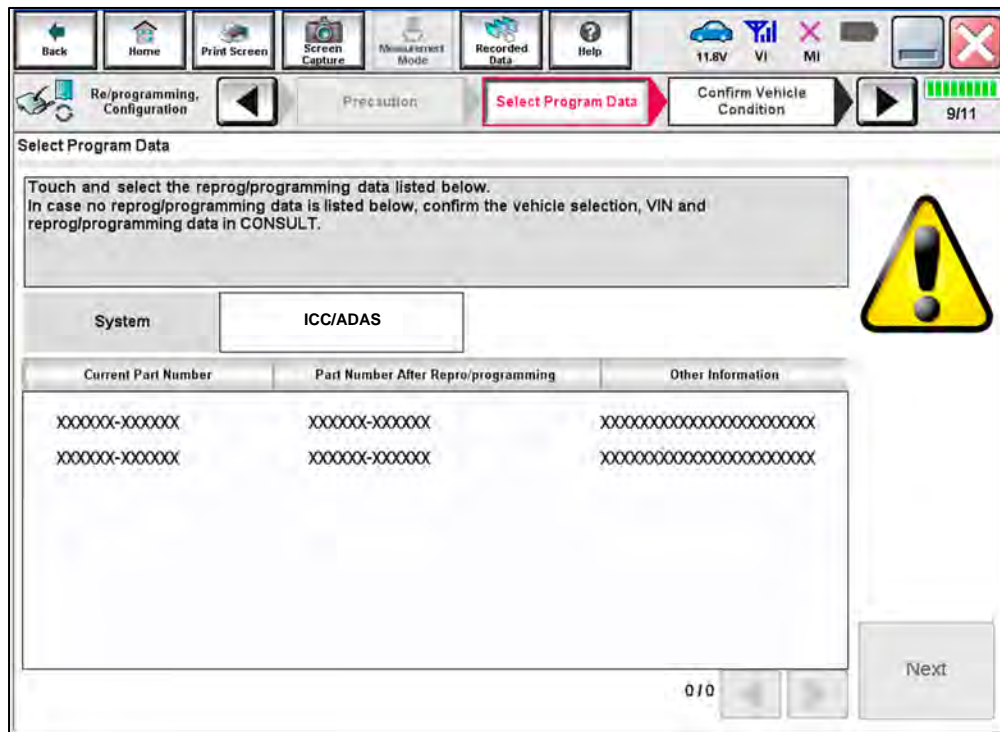 Back
Home
Print Screen
Screen
Capture
Measurement
Mode
Recorded
Data
Help
11.8V
VI
MI
Re/programming,
Configuration
Precaution
Select Program Data
Confirm Vehicle
Condition
9/11
Select Program Data
Touch and select the reprog/programming data listed below.
In case no reprog/programming data is listed below, confirm the vehicle selection, VIN and
reprog/programming data in CONSULT.
System
ICC/ADAS
Current Part Number
Part Number After Repro/programming
Other Information
XXXXXX-XXXXXX XXXXXX-XXXXXX XXXXXXXXXXXXXXXXXXXXXXX
XXXXXX-XXXXXX XXXXXX-XXXXXX XXXXXXXXXXXXXXXXXXXXXXX
0/0
Next